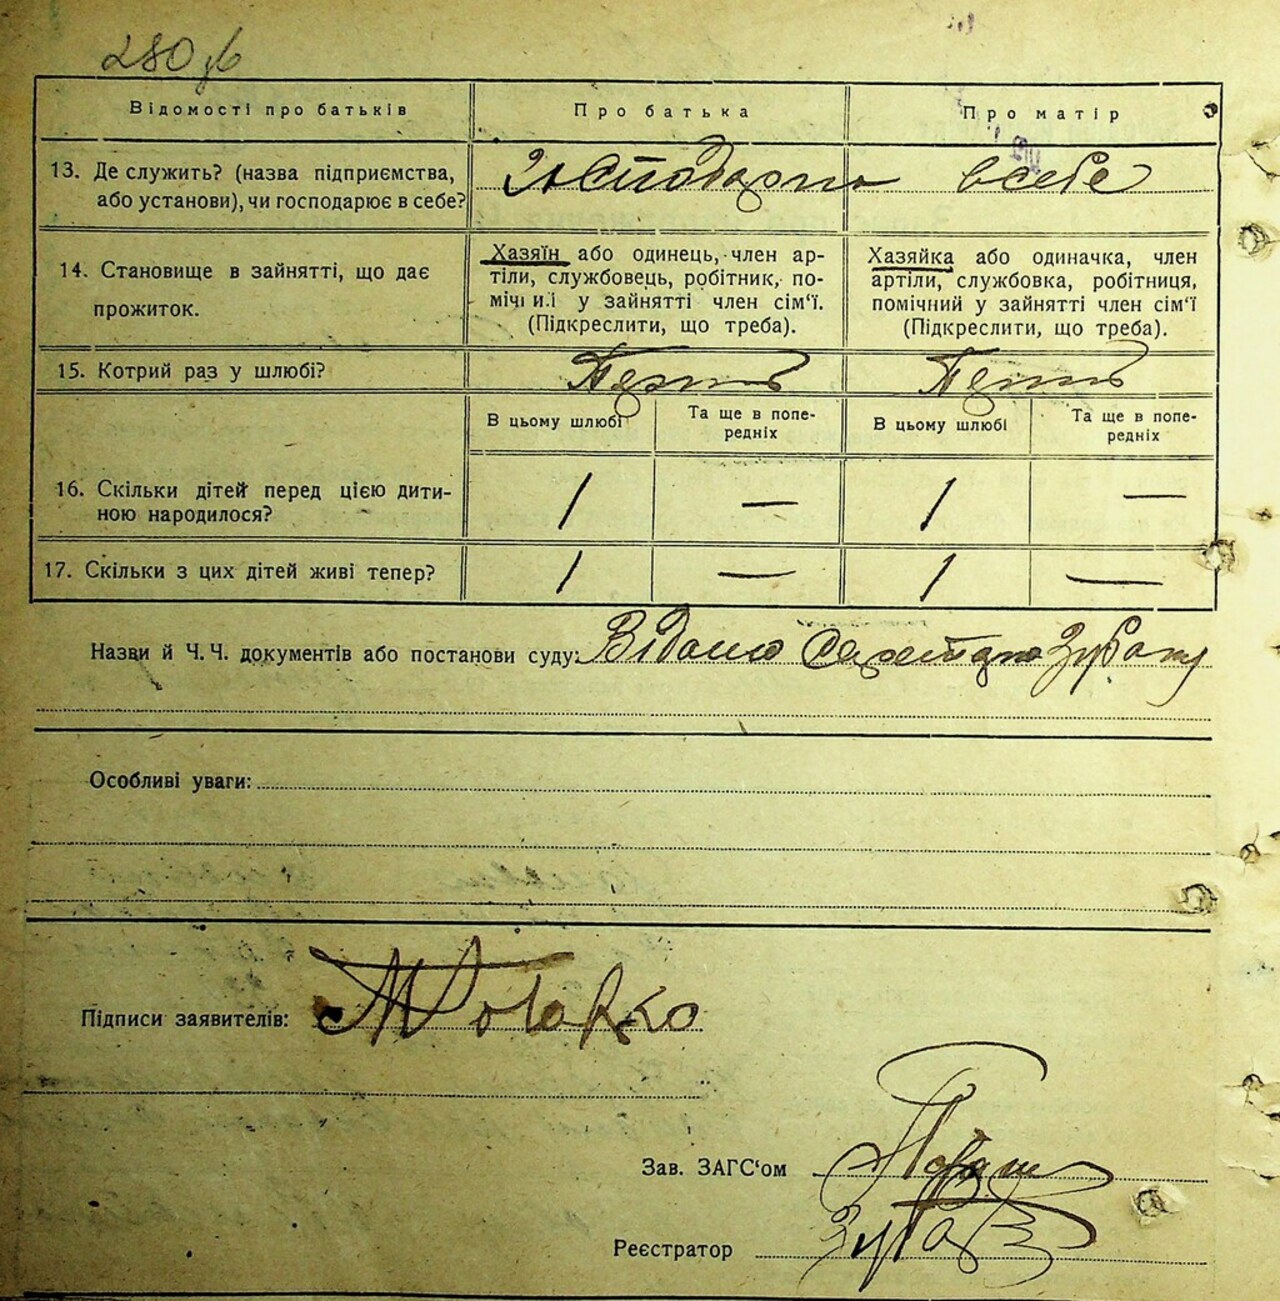 280 зв
Відомості про батьків
Про батька
Про матір
13. Де служить? (назва підприємства,
або установи), чи господарює в себе?
Господарть в себе
14. Становище в зайнятті, що дає
прожиток.
Хазяїн або одинець, член ар-
тіли, службовець, робітник, по-
мічний у зайнятті член сім'ї.
(Підкреслити, що треба).
Хазяйка або одиначка, член
артіли, службовка, робітниця,
помічний у зайнятті член сім'ї
(Підкреслити, що треба).
15. Котрий раз у шлюбі?
В цьому шлюбі
Та ще в попе-
редніх
В цьому шлюбі
Та ще в попе-
редніх
16. Скільки дітей перед цією дити-
ною народилося?
1 — 1 —
17. Скільки з цих дітей живі тепер?
1 — 1 —
Назви й Ч. Ч. документів або постанови суду: Відомо Зубаку
Особливі уваги:
Підписи заявителів:
Зав. ЗАГС'ом
Реєстратор